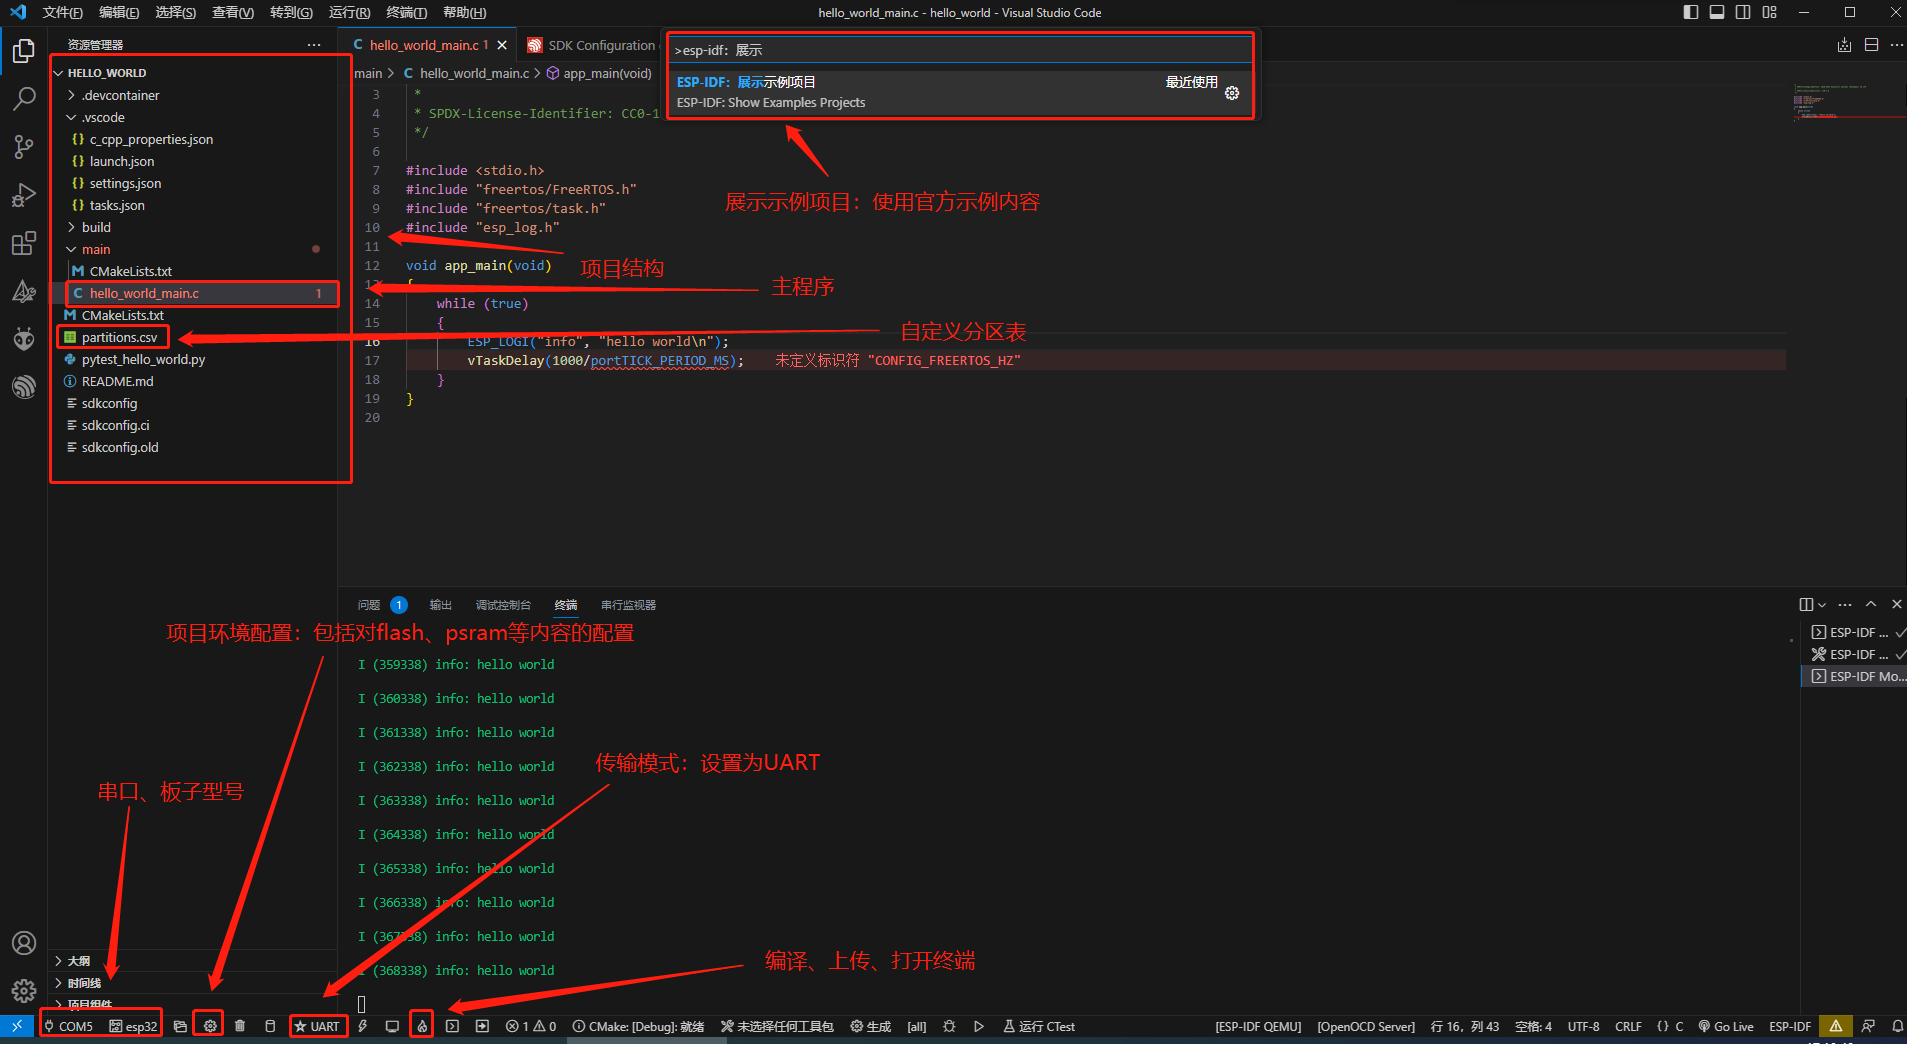 文件(F) 编辑(E) 选择(S) 查看(V) 转到(G) 运行(R) 终端(T) 帮助(H)
hello_world_main.c - hello_world - Visual Studio Code
资源管理器
HELLO_WORLD
.devcontainer
.vscode
c_cpp_properties.json
launch.json
settings.json
tasks.json
build
main
CMakeLists.txt
hello_world_main.c 1
CMakeLists.txt
partitions.csv
pytest_hello_world.py
README.md
sdkconfig
sdkconfig.ci
sdkconfig.old
hello_world_main.c 1
SDK Configuration
>esp-idf: 展示
ESP-IDF: 展示示例项目 最近使用
ESP-IDF: Show Examples Projects
main > hello_world_main.c > app_main(void)
3 *
4 * SPDX-License-Identifier: CC0-1
5 */
6
7 #include <stdio.h>
8 #include "freertos/FreeRTOS.h"
9 #include "freertos/task.h"
10 #include "esp_log.h"
11
12 void app_main(void)
13 {
14 while (true)
15 {
16 ESP_LOGI("info", "hello world\n");
17 vTaskDelay(1000/portTICK_PERIOD_MS); 未定义标识符 "CONFIG_FREERTOS_HZ"
18 }
19 }
20
展示示例项目：使用官方示例内容
项目结构
主程序
自定义分区表
问题 1 输出 调试控制台 终端 串行监视器
项目环境配置：包括对flash、psram等内容的配置
I (359338) info: hello world
I (360338) info: hello world
I (361338) info: hello world
I (362338) info: hello world
I (363338) info: hello world
I (364338) info: hello world
I (365338) info: hello world
I (366338) info: hello world
I (367338) info: hello world
I (368338) info: hello world
ESP-IDF ...
ESP-IDF ...
ESP-IDF Mo...
传输模式：设置为UART
串口、板子型号
编译、上传、打开终端
大纲
时间线
项目组件
COM5 esp32 UART 1 0 CMake: [Debug]: 就绪 未选择任何工具包 生成 [all] 运行 CTest [ESP-IDF QEMU] [OpenOCD Server] 行 16，列 43 空格: 4 UTF-8 CRLF {} C Go Live ESP-IDF